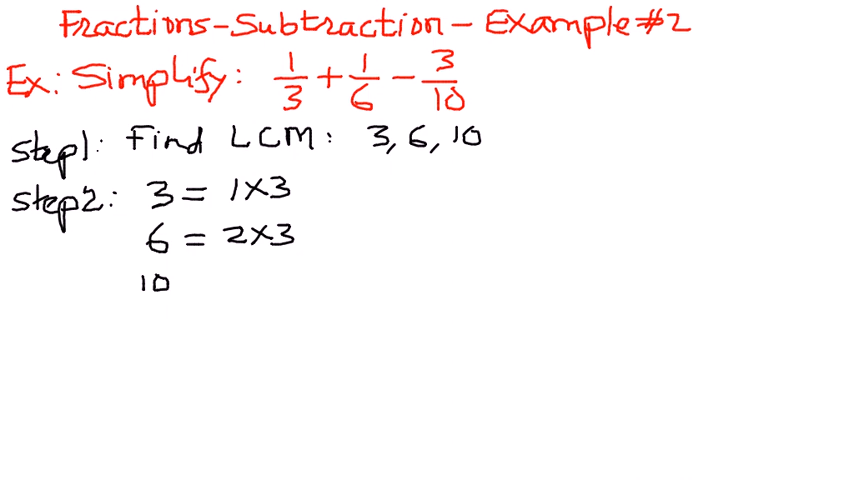 Fractions-Subtraction-Example#2
Ex: Simplify: 1/3 + 1/6 - 3/10
Step1: Find LCM: 3, 6, 10
Step2: 3 = 1×3
6 = 2×3
10